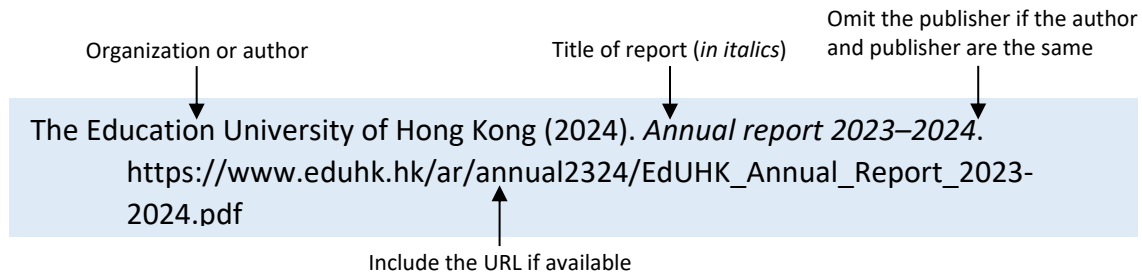 Omit the publisher if the author
and publisher are the same
Organization or author
Title of report (in italics)
The Education University of Hong Kong (2024). Annual report 2023–2024.
https://www.eduhk.hk/ar/annual2324/EdUHK_Annual_Report_2023-
2024.pdf
Include the URL if available